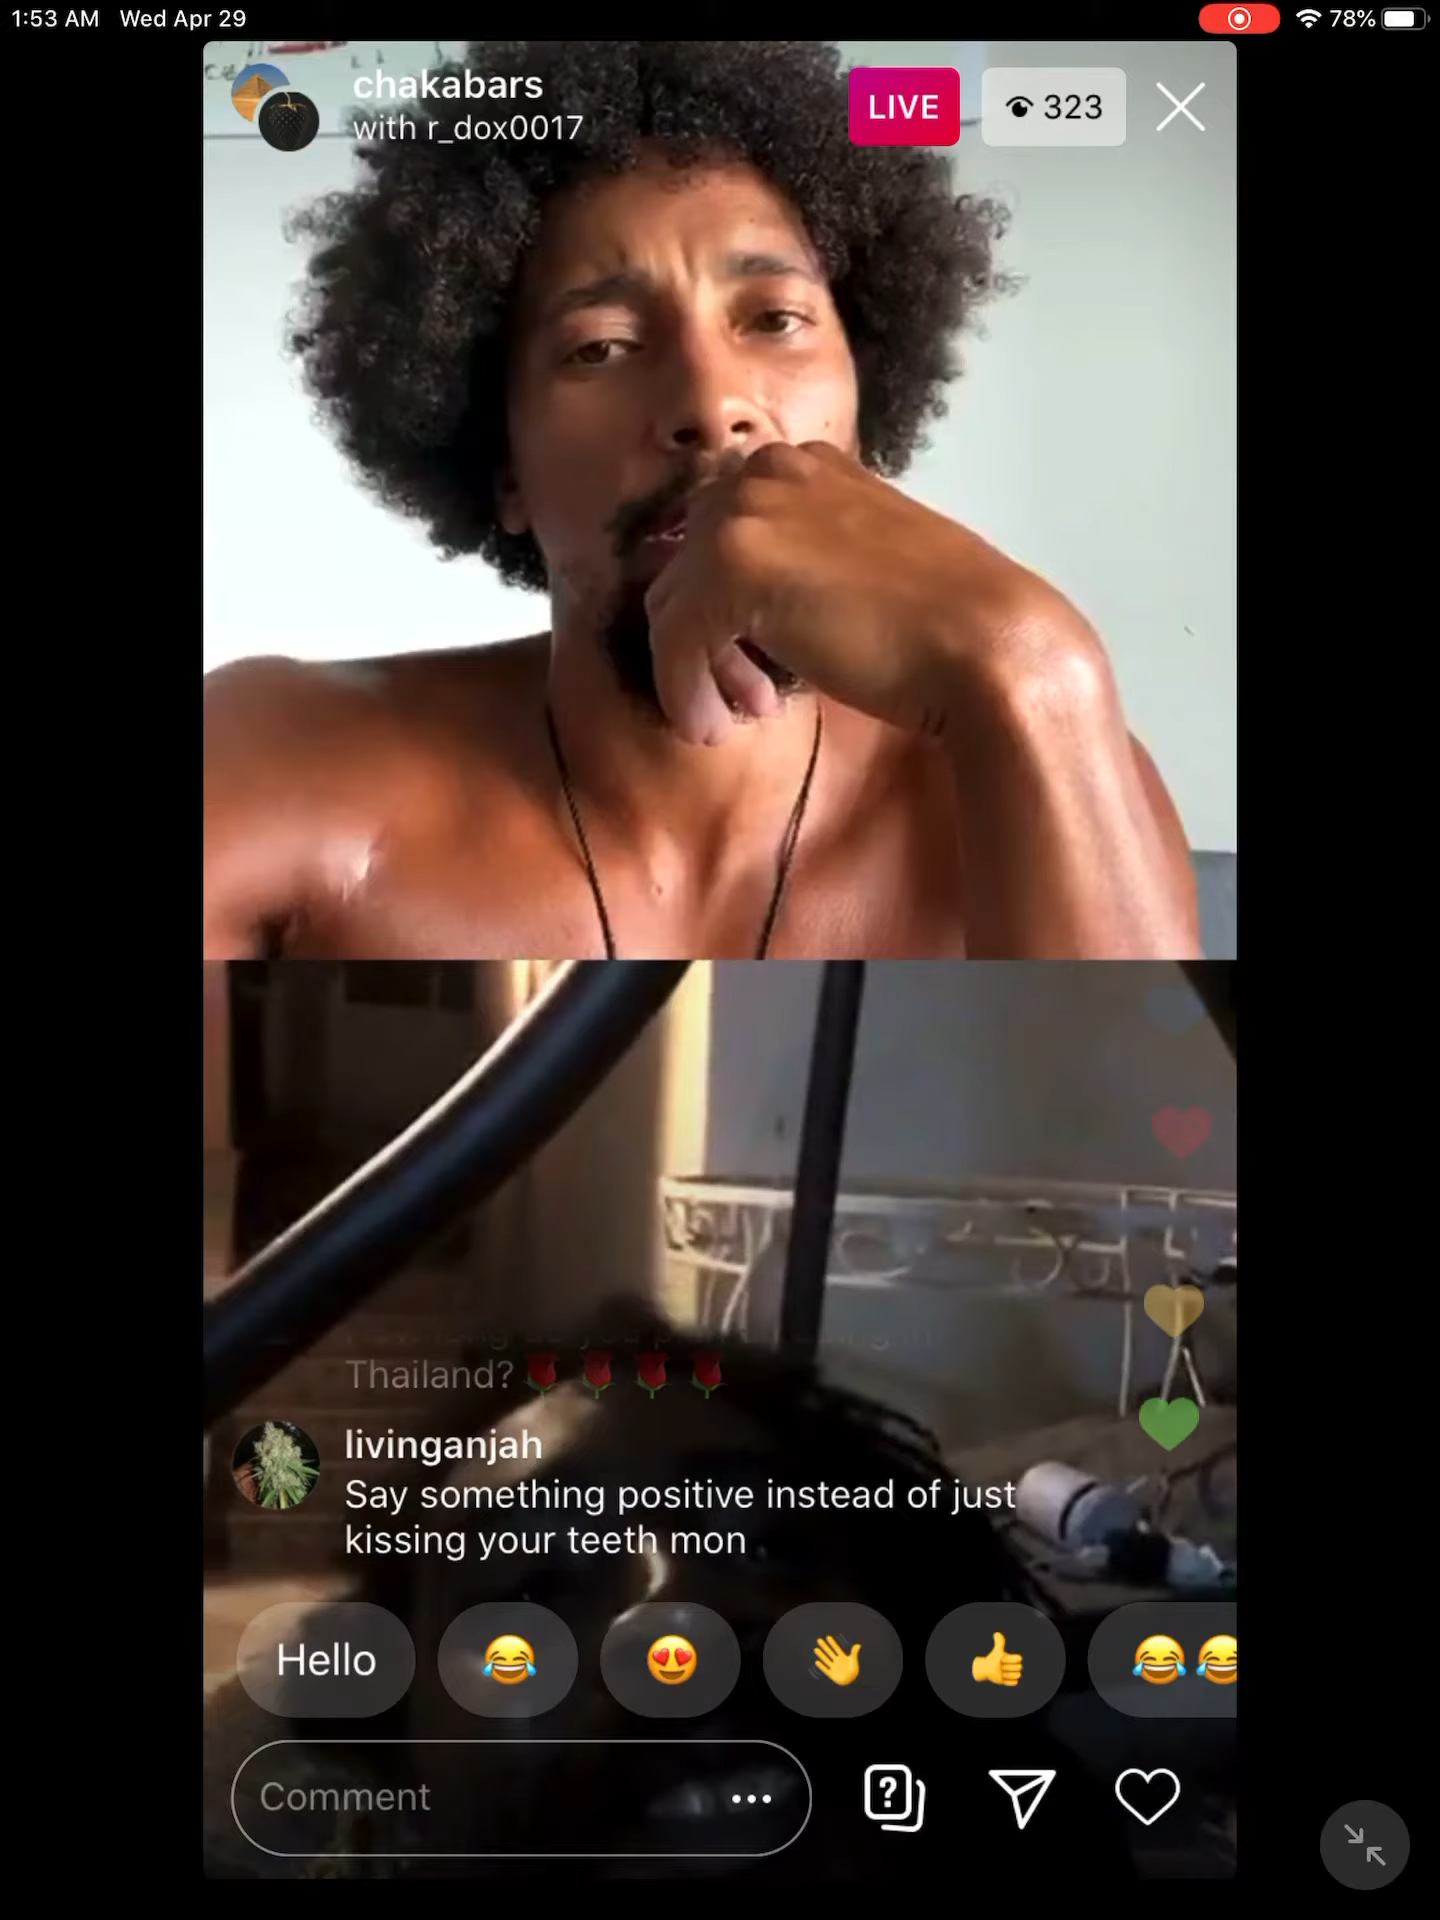 1:53 AM Wed Apr 29
78%
chakabars
with r_dox0017
LIVE
323
Thailand?🌹🌹🌹🌹
livinganjah
Say something positive instead of just
kissing your teeth mon
Hello
Comment